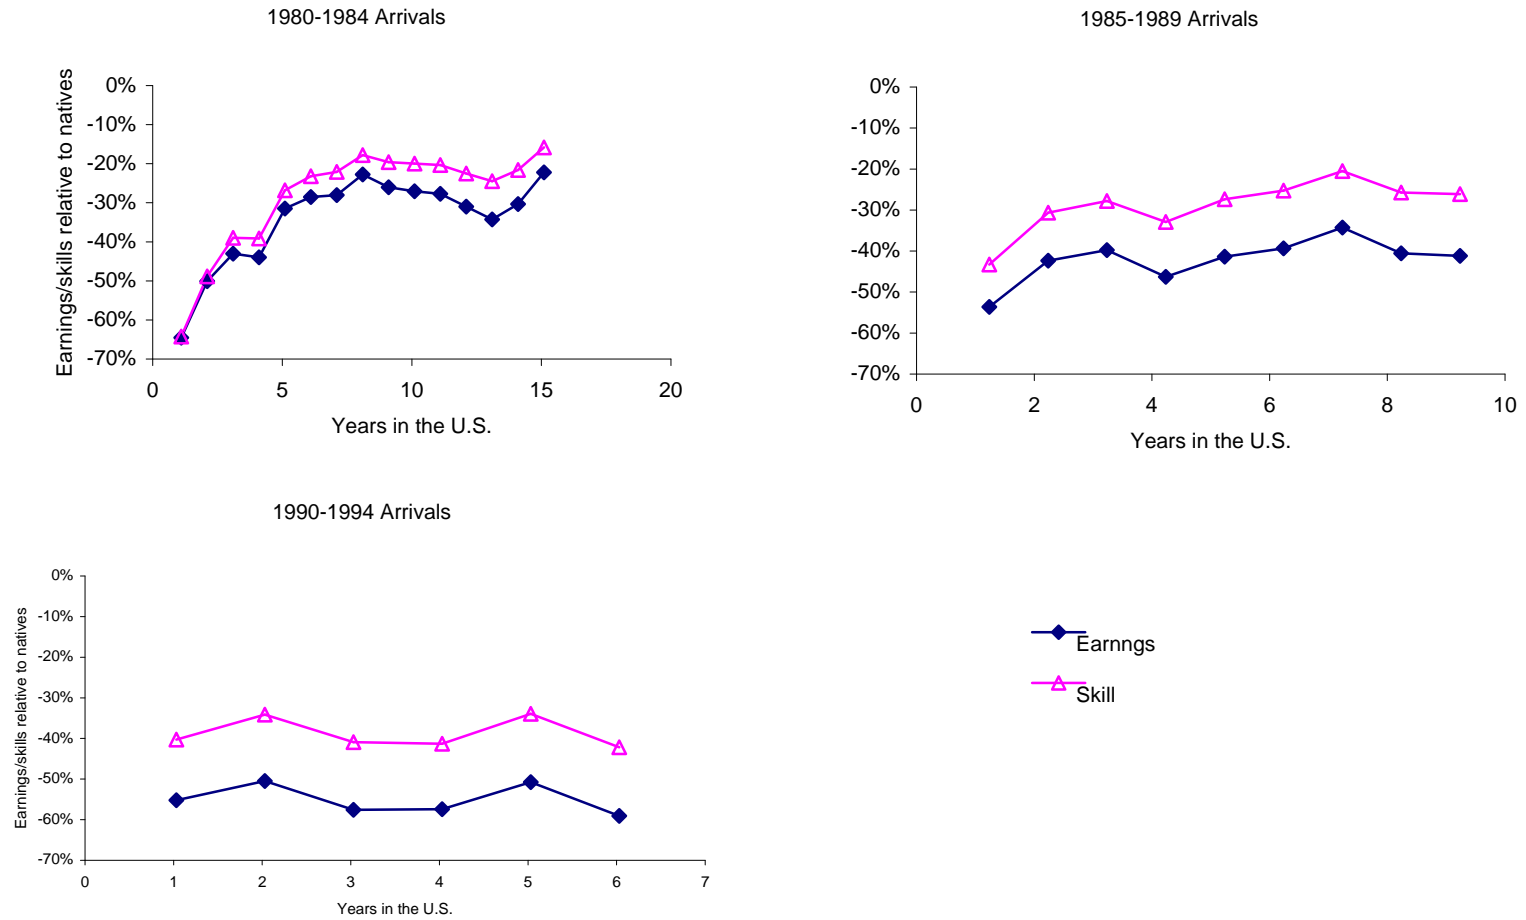 1980-1984 Arrivals
Earnings/skills relative to natives
0%
-10%
-20%
-30%
-40%
-50%
-60%
-70%
0 5 10 15 20
Years in the U.S.
1985-1989 Arrivals
0%
-10%
-20%
-30%
-40%
-50%
-60%
-70%
0 2 4 6 8 10
Years in the U.S.
1990-1994 Arrivals
Earnings/skills relative to natives
0%
-10%
-20%
-30%
-40%
-50%
-60%
-70%
0 1 2 3 4 5 6 7
Years in the U.S.
Earnngs
Skill